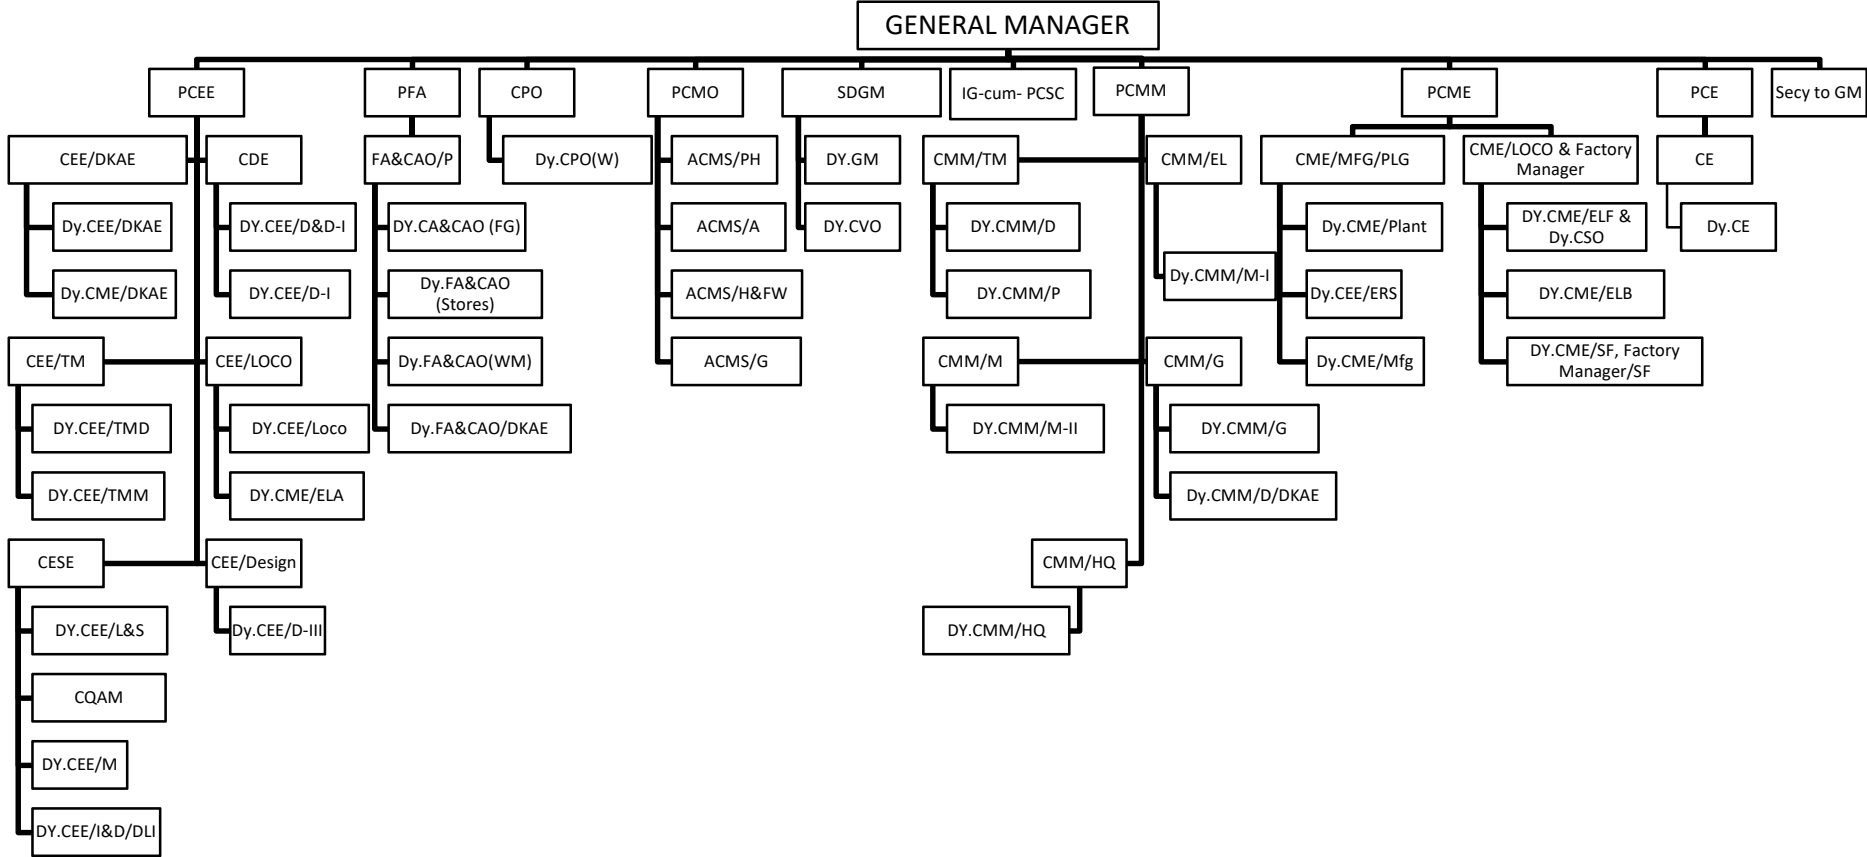 GENERAL MANAGER
PCEE
PFA
CPO
PCMO
SDGM
IG-cum- PCSC
PCMM
PCME
PCE
Secy to GM
CEE/DKAE
CDE
FA&CAO/P
Dy.CPO(W)
ACMS/PH
DY.GM
CMM/TM
CMM/EL
CME/MFG/PLG
CME/LOCO & Factory
Manager
CE
Dy.CEE/DKAE
DY.CEE/D&D-I
DY.CA&CAO (FG)
ACMS/A
DY.CVO
DY.CMM/D
Dy.CME/Plant
DY.CME/ELF &
Dy.CSO
Dy.CE
Dy.CME/DKAE
DY.CEE/D-I
Dy.FA&CAO
(Stores)
ACMS/H&FW
DY.CMM/P
Dy.CMM/M-I
Dy.CEE/ERS
DY.CME/ELB
CEE/TM
CEE/LOCO
Dy.FA&CAO(WM)
ACMS/G
CMM/M
CMM/G
Dy.CME/Mfg
DY.CME/SF, Factory
Manager/SF
DY.CEE/TMD
DY.CEE/Loco
Dy.FA&CAO/DKAE
DY.CMM/M-II
DY.CMM/G
DY.CEE/TMM
DY.CME/ELA
Dy.CMM/D/DKAE
CESE
CEE/Design
CMM/HQ
DY.CEE/L&S
Dy.CEE/D-III
DY.CMM/HQ
CQAM
DY.CEE/M
DY.CEE/I&D/DLI